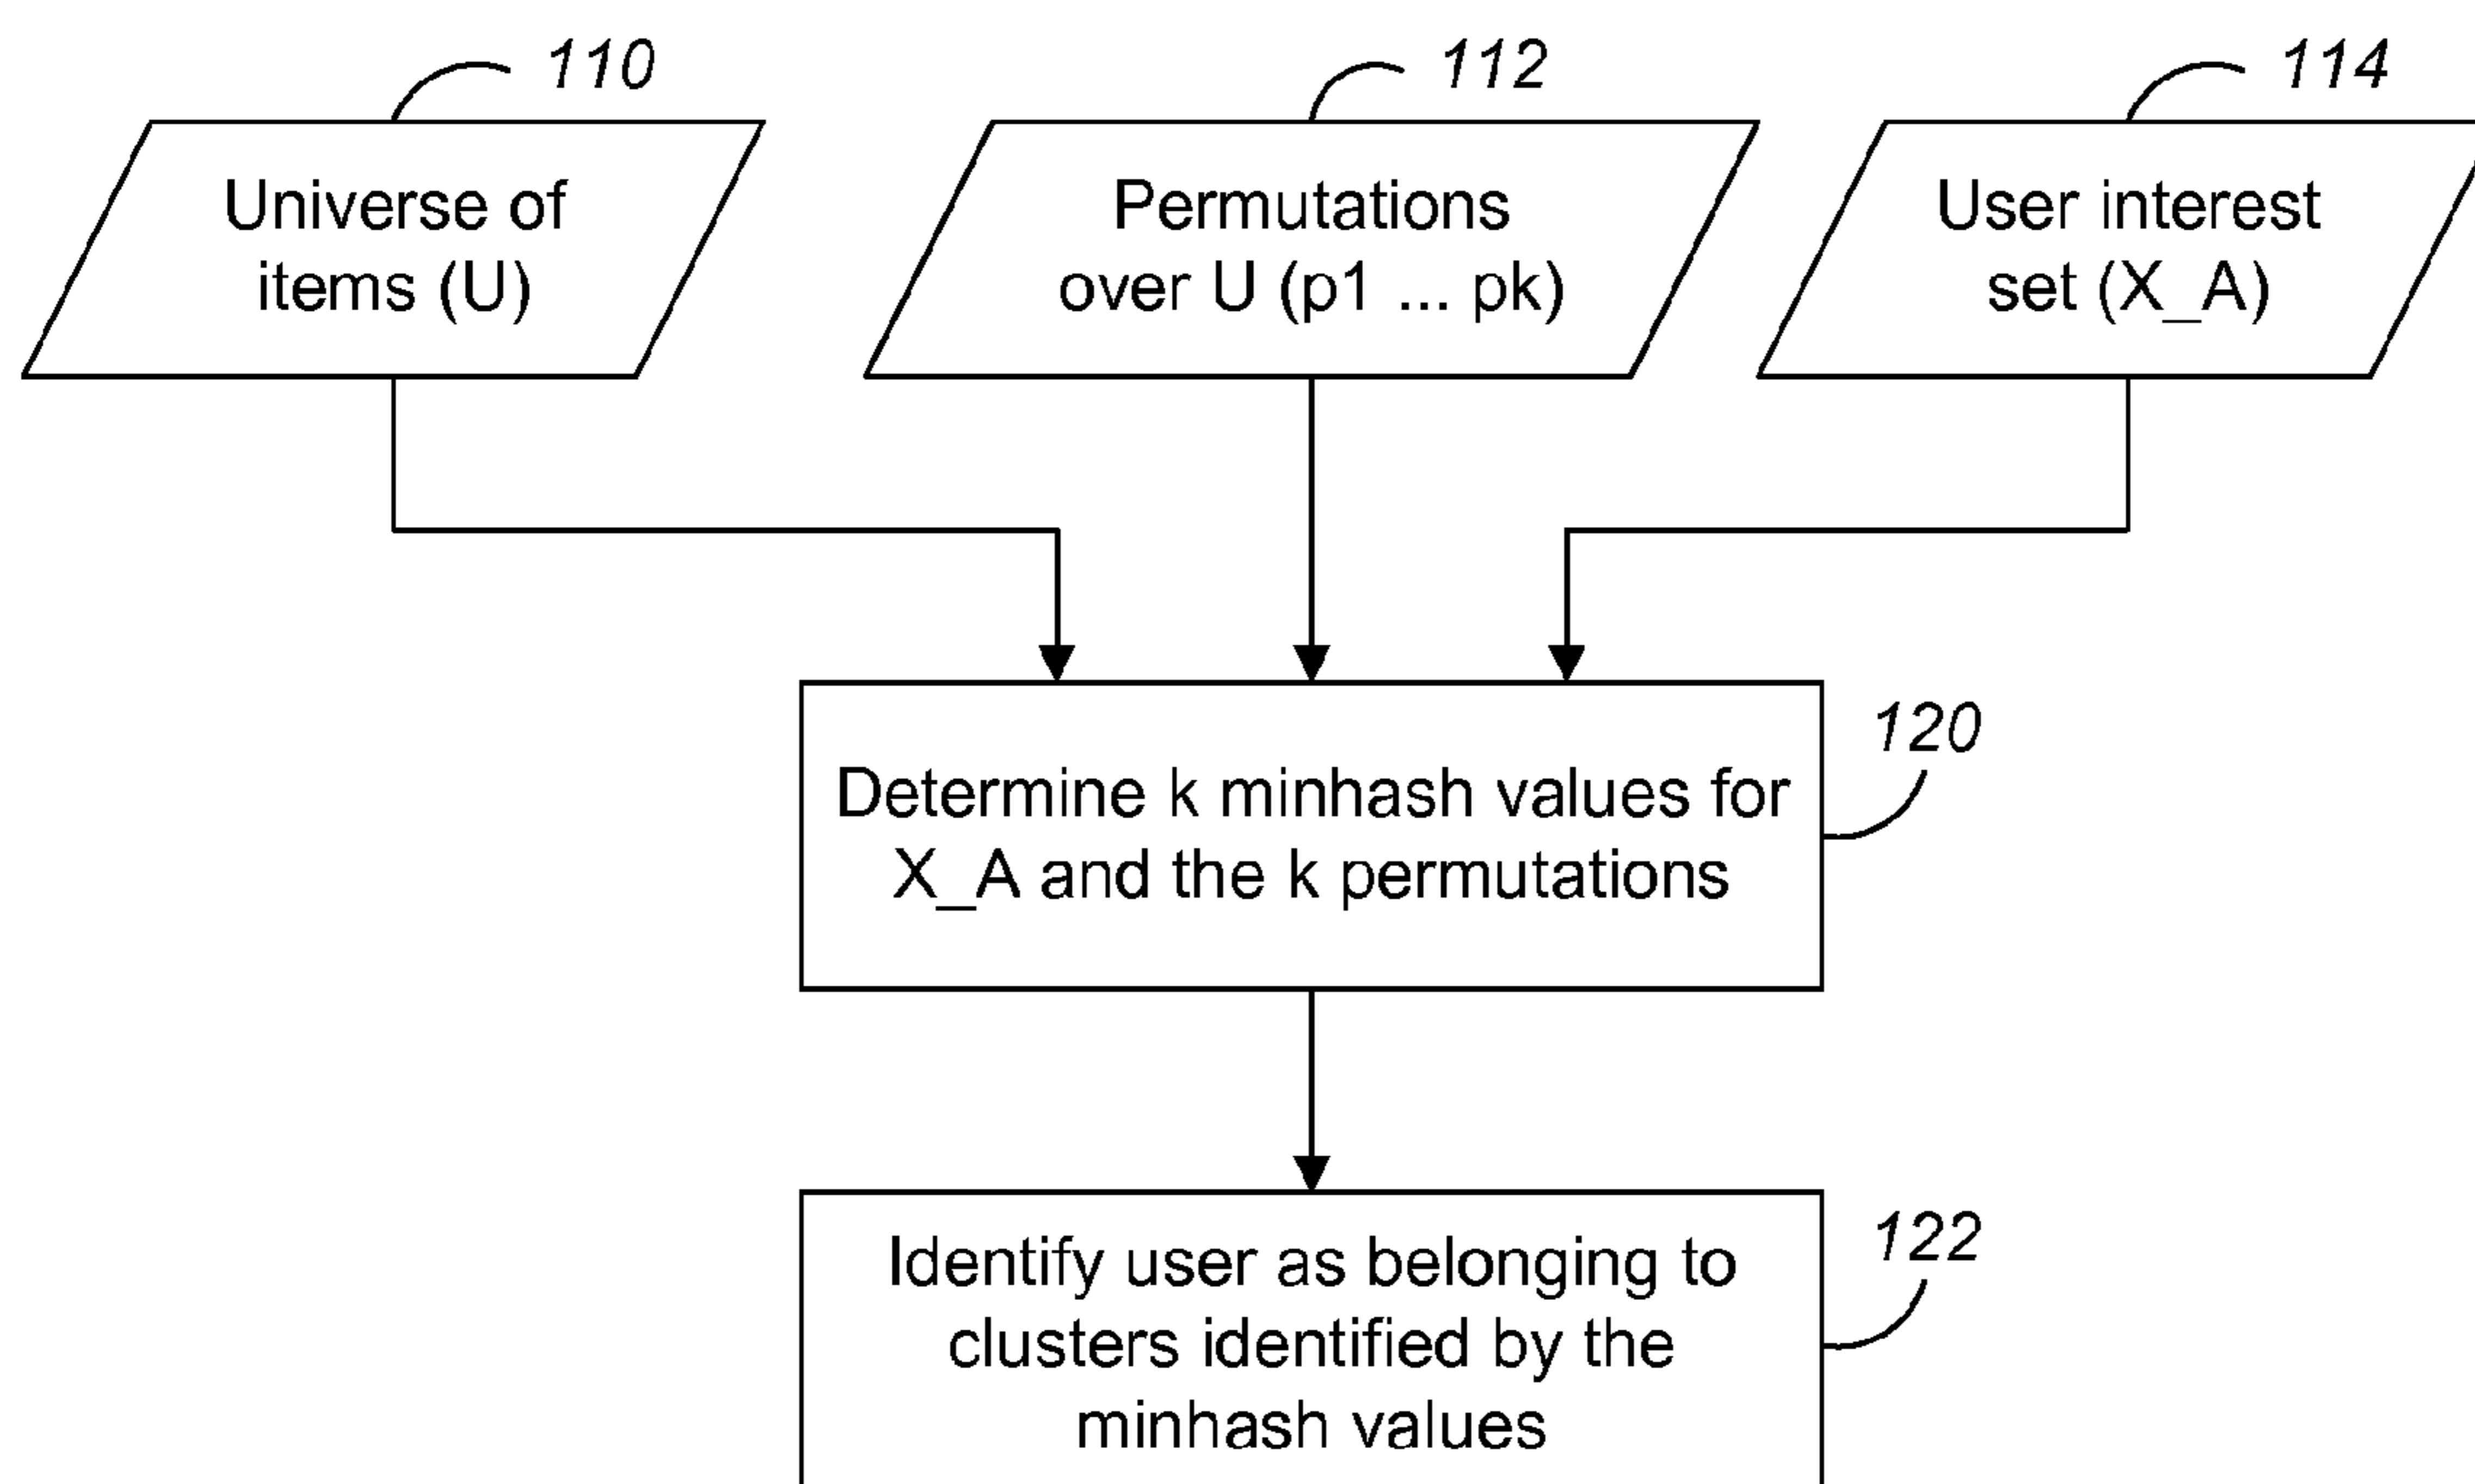 110
112
114
Universe of
items (U)
Permutations
over U (p1 ... pk)
User interest
set (X_A)
120
Determine k minhash values for
X_A and the k permutations
122
Identify user as belonging to
clusters identified by the
minhash values